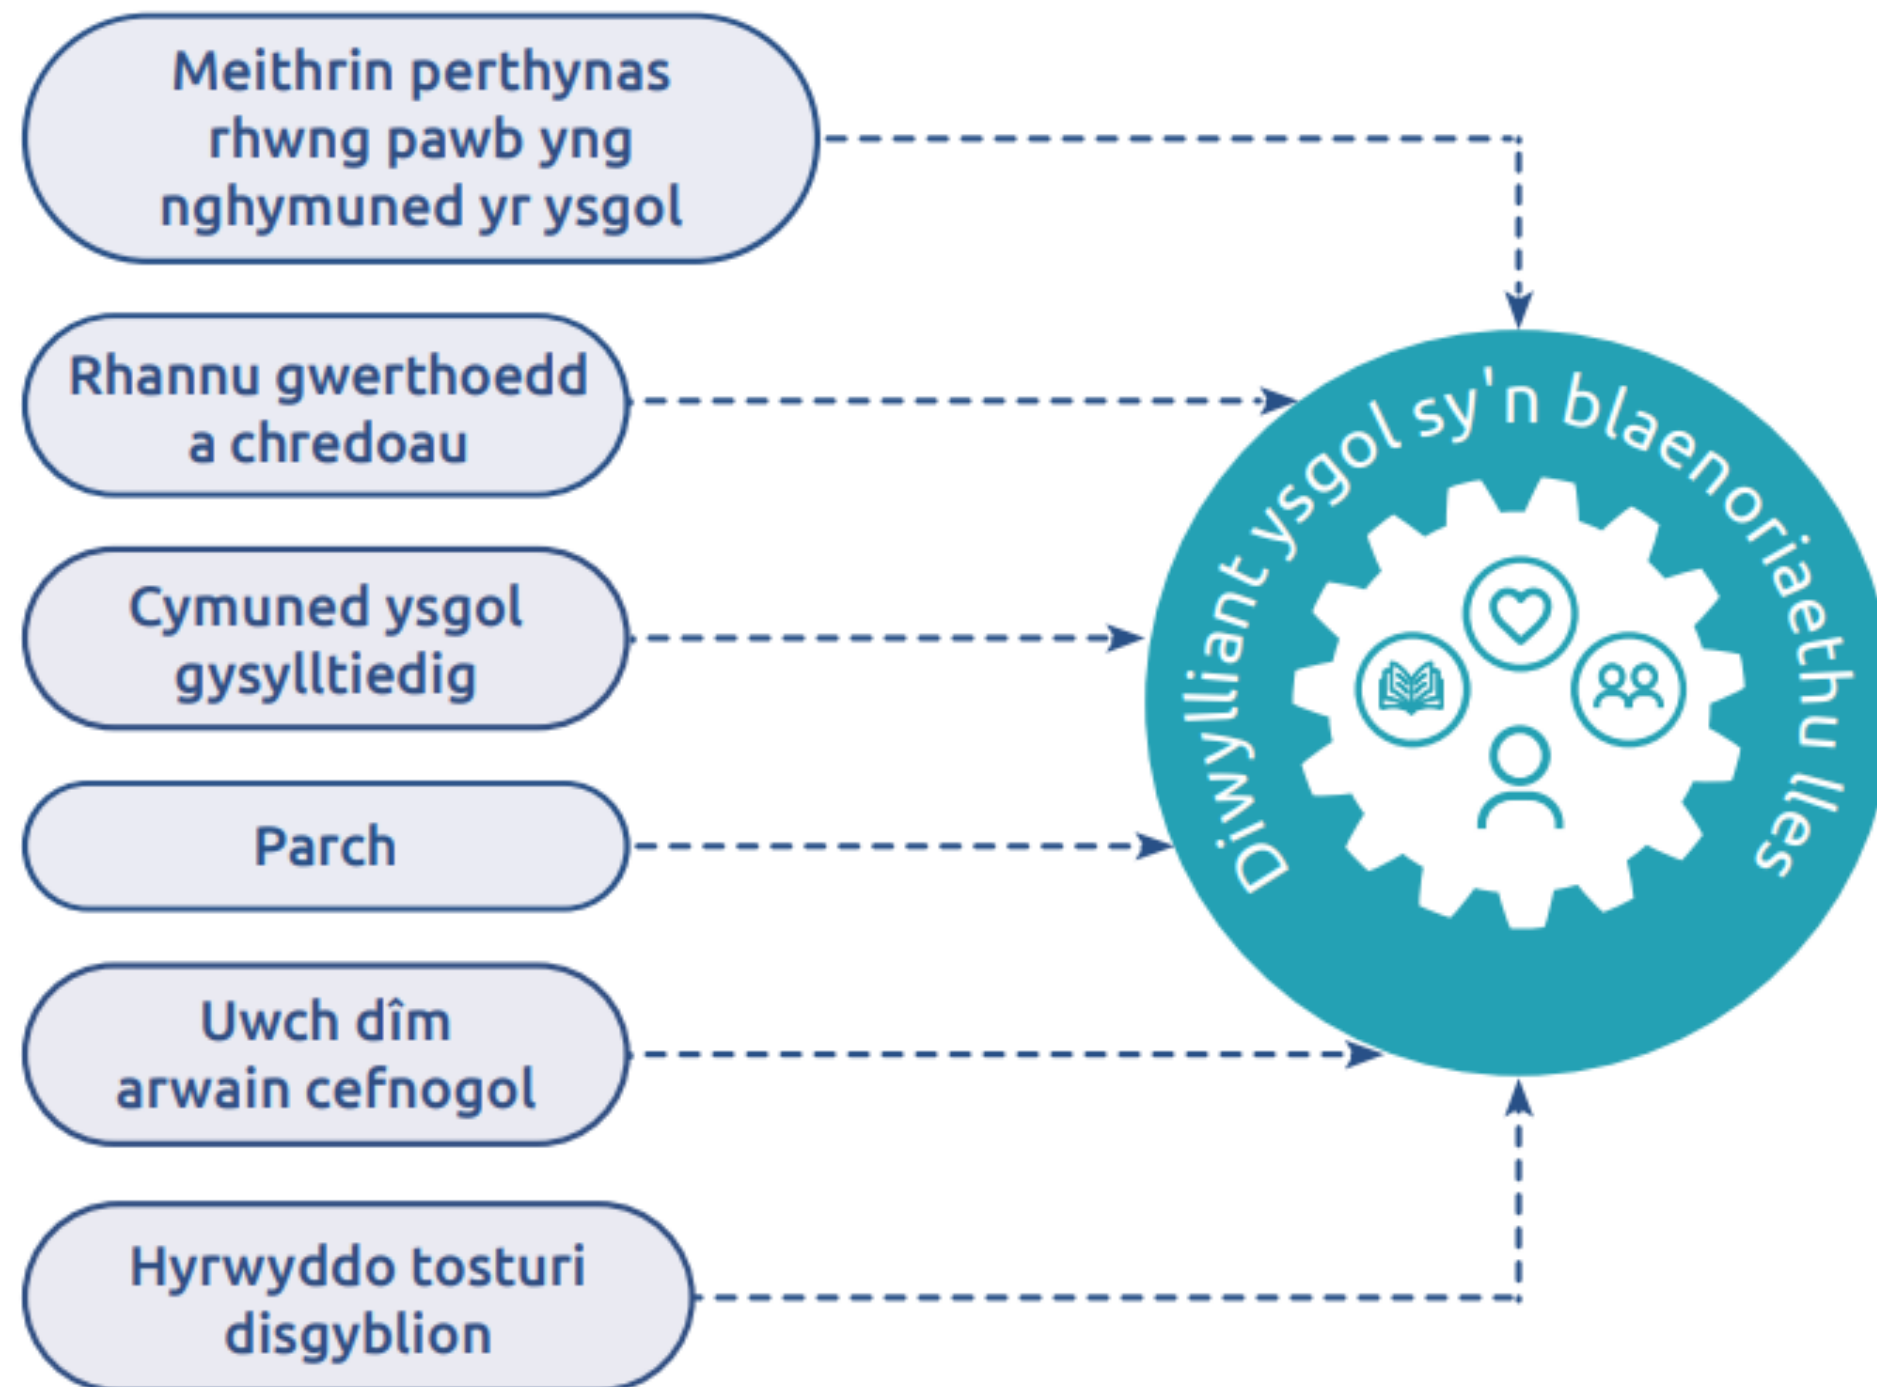 Meithrin perthynas
rhwng pawb yng
nghymuned yr ysgol
Rhannu gwerthoedd
a chredoau
Cymuned ysgol
gysylltiedig
Parch
Uwch dîm
arwain cefnogol
Hyrwyddo tosturi
disgyblion
Diwylliant ysgol sy'n blaenoriaethu lles